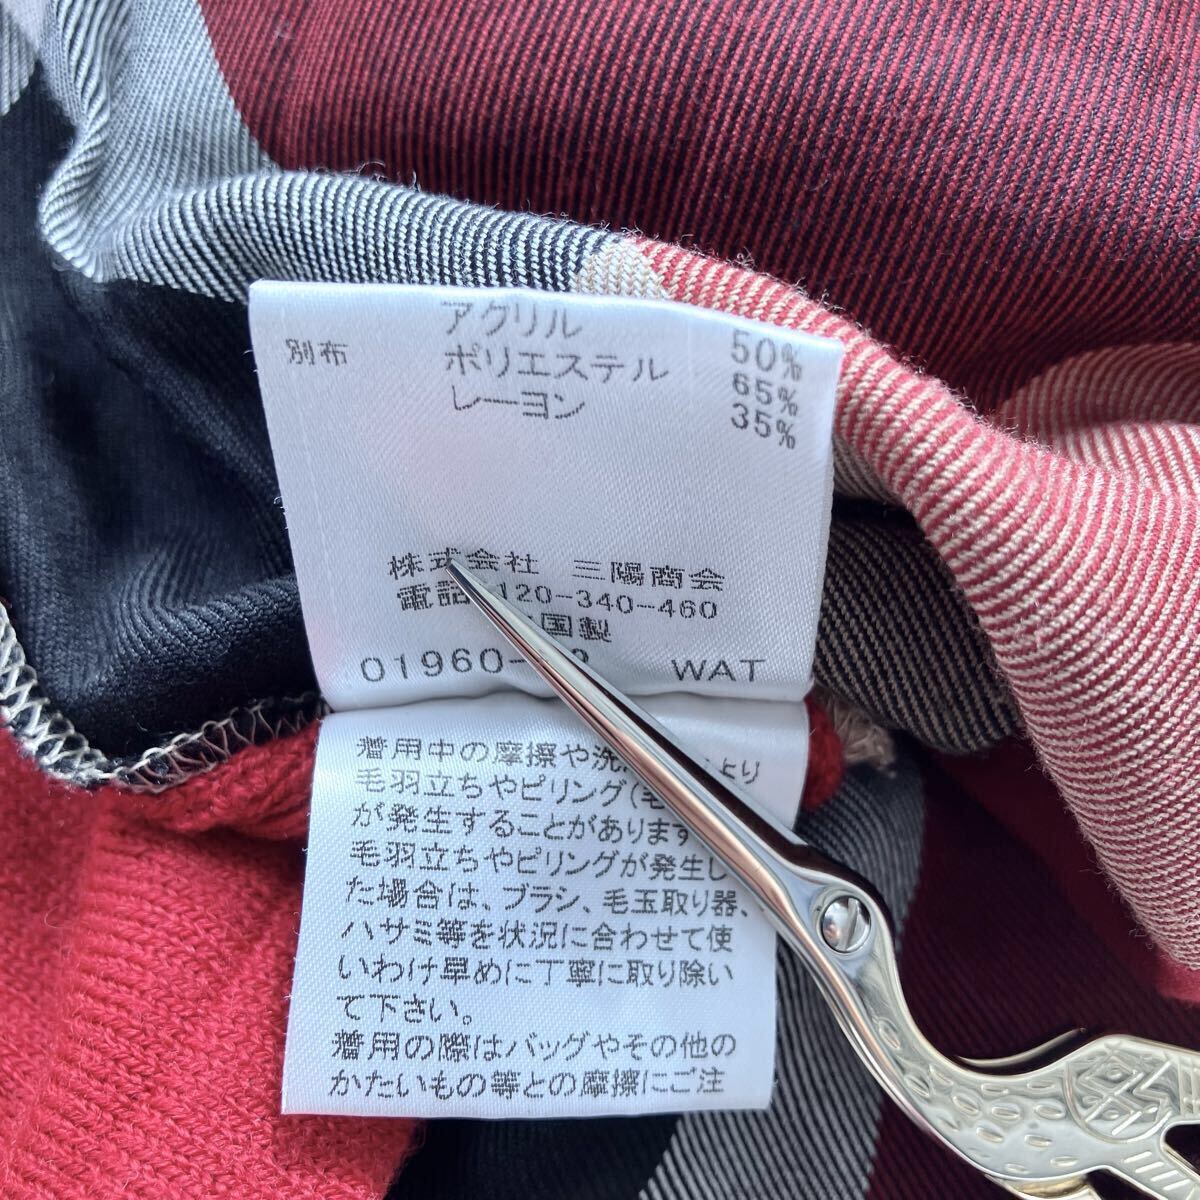 アクリル 50%
別布 ポリエステル 65%
レーヨン 35%
株式会社 三陽商会
電話 120-340-460
国製
01960- WAT
着用中の摩擦や洗 より
毛羽立ちやピリング(毛
が発生することがあります
毛羽立ちやピリングが発生し
た場合は、ブラシ、毛玉取り器、
ハサミ等を状況に合わせて使
いわけ早めに丁寧に取り除い
て下さい。
着用の際はバッグやその他の
かたいもの等との摩擦にご注